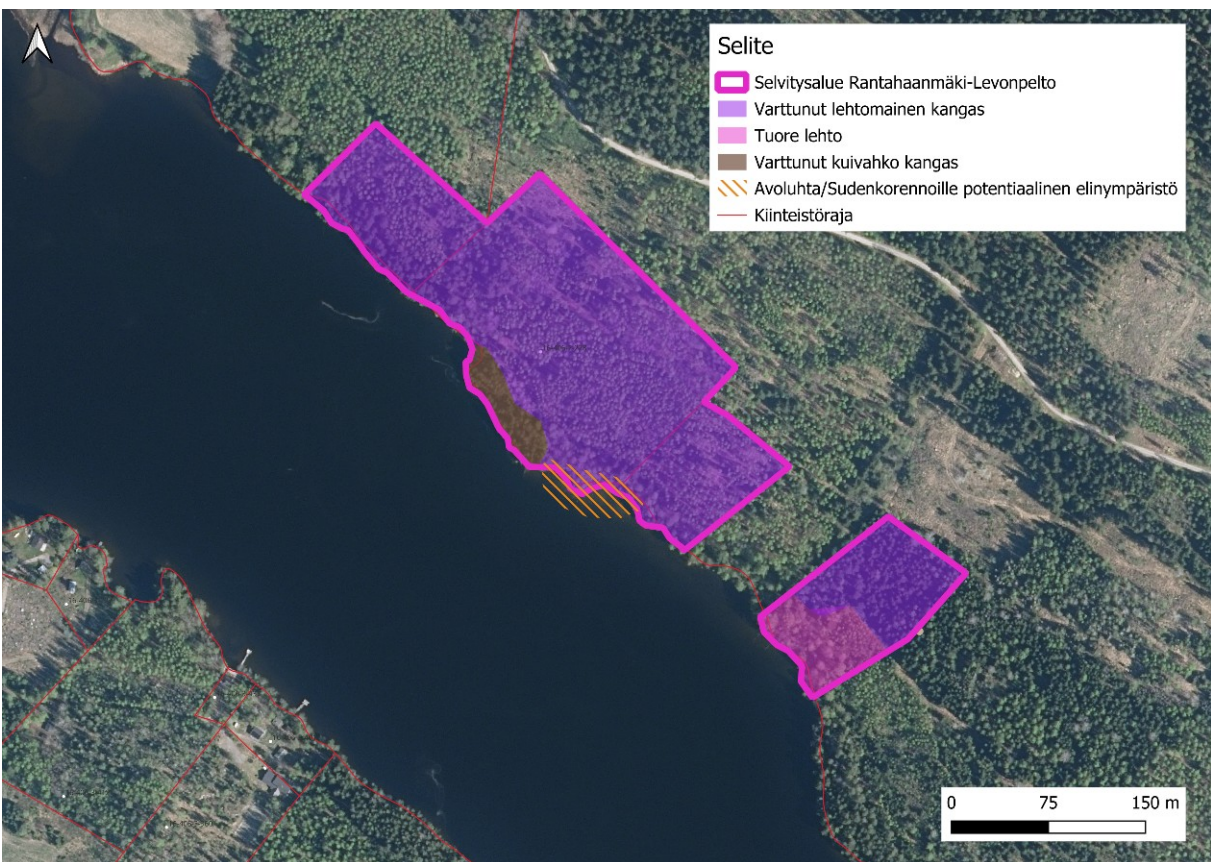 Selite
Selvitysalue Rantahaanmäki-Levonpelto
Varttunut lehtomainen kangas
Tuore lehto
Varttunut kuivahko kangas
Avoluhta/Sudenkorennoille potentiaalinen elinympäristö
Kiinteistöraja
0 75 150 m